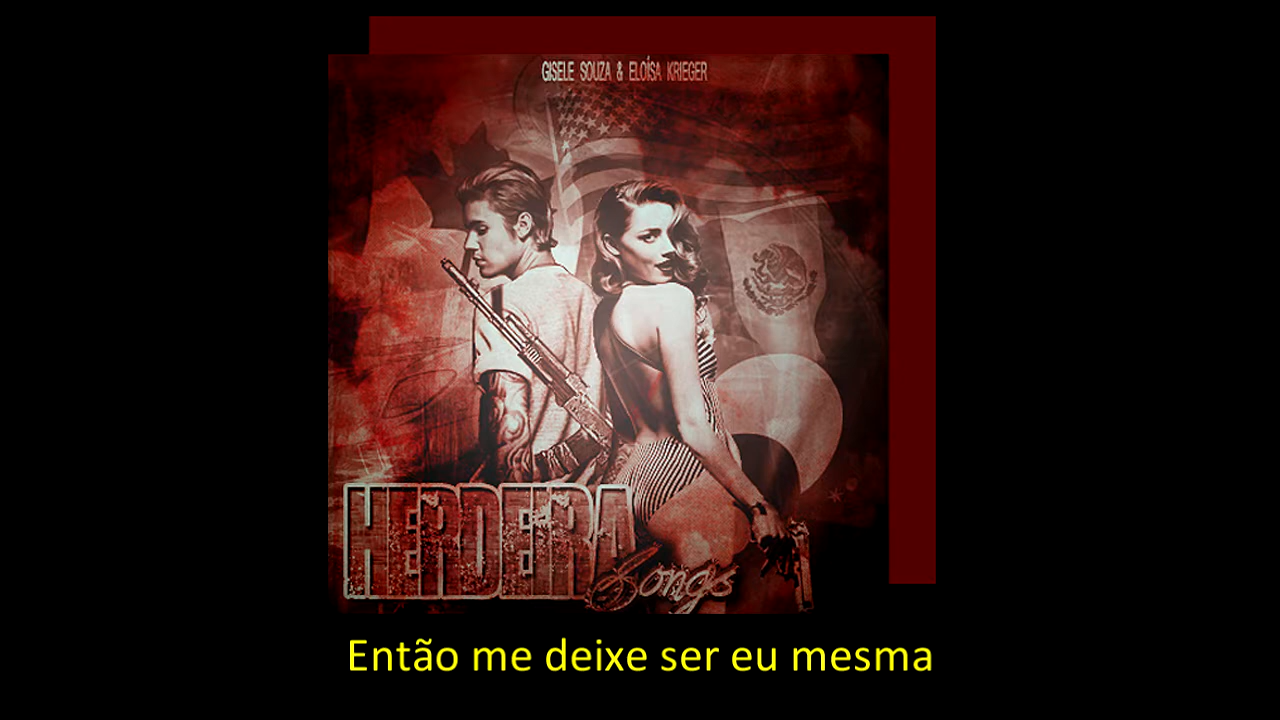 GISELE SOUZA & ELOÍSA KRIEGER
HERDEIRA
Songs
Então me deixe ser eu mesma